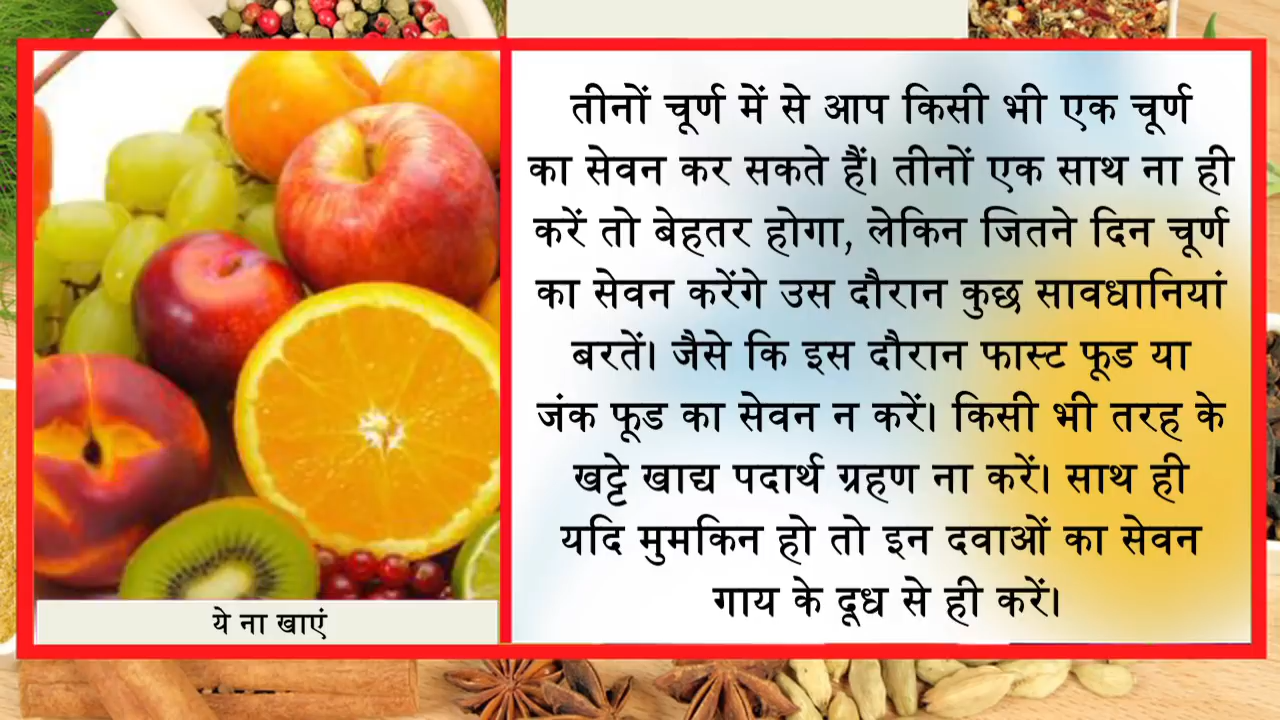 तीनों चूर्ण में से आप किसी भी एक चूर्ण
का सेवन कर सकते हैं। तीनों एक साथ ना ही
करें तो बेहतर होगा, लेकिन जितने दिन चूर्ण
का सेवन करेंगे उस दौरान कुछ सावधानियां
बरतें। जैसे कि इस दौरान फास्ट फूड या
जंक फूड का सेवन न करें। किसी भी तरह के
खट्टे खाद्य पदार्थ ग्रहण ना करें। साथ ही
यदि मुमकिन हो तो इन दवाओं का सेवन
गाय के दूध से ही करें।
ये ना खाएं